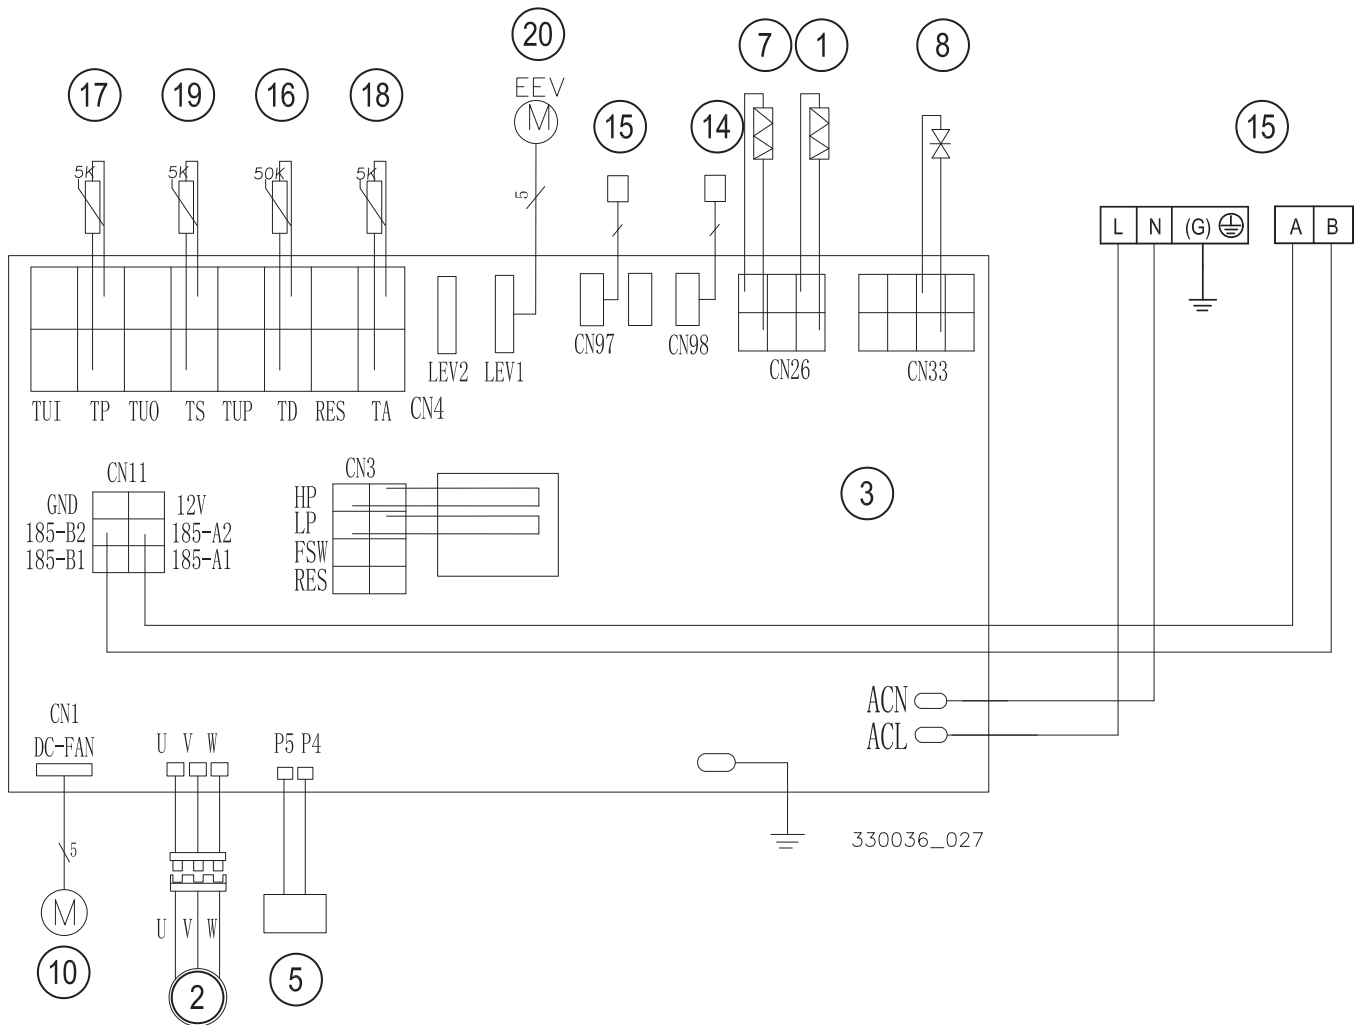 20 7 1 8
EEV
17 19 16 18 M 15 14 15
5K 5K 50K 5K
5
L N (G) A B
CN97 CN98 CN26 CN33
LEV2 LEV1
TUI TP TUO TS TUP TD RES TA CN4
CN11 CN3
GND 12V HP 3
185-B2 185-A2 LP
185-B1 185-A1 FSW
RES
ACN
CN1 ACL
DC-FAN U V W P5 P4
330036_027
5
M U V W
10 2 5